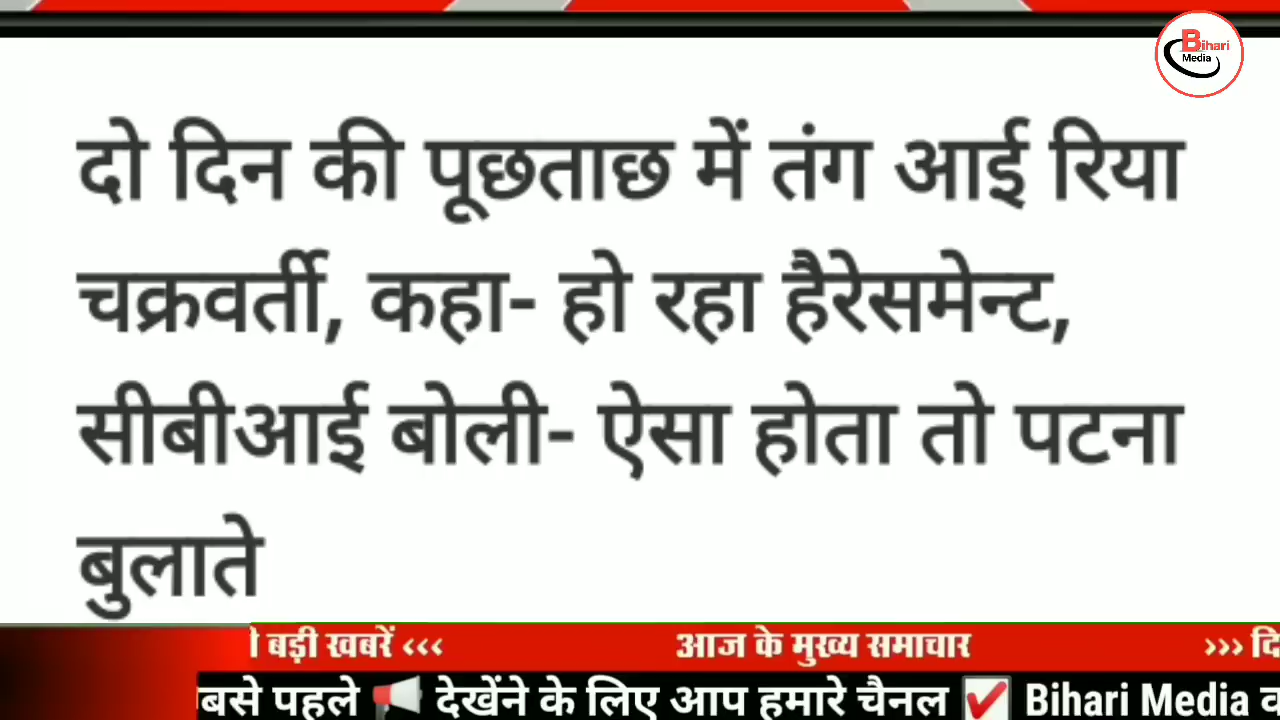 Bihari
Media
दो दिन की पूछताछ में तंग आई रिया
चक्रवर्ती, कहा- हो रहा हैरेसमेन्ट,
सीबीआई बोली- ऐसा होता तो पटना
बुलाते
बड़ी खबरें ‹‹‹ आज के मुख्य समाचार ››› दि
बसे पहले देखेंने के लिए आप हमारे चैनल Bihari Media